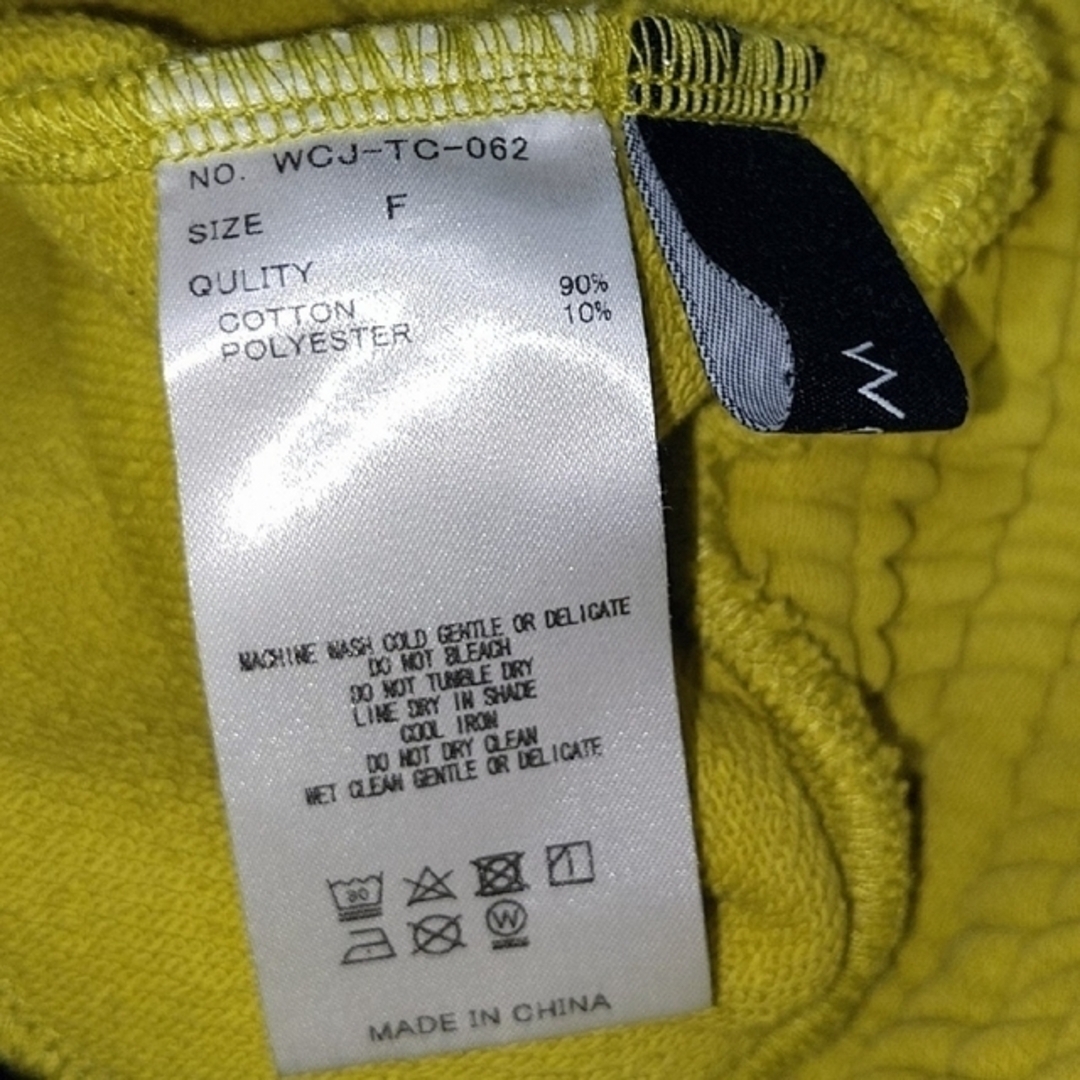 NO. WCJ-TC-062
SIZE F
QULITY
COTTON 90%
POLYESTER 10%
MACHINE WASH COLD GENTLE OR DELICATE
DO NOT BLEACH
DO NOT TUMBLE DRY
LINE DRY IN SHADE
COOL IRON
DO NOT DRY CLEAN
WET CLEAN GENTLE OR DELICATE
30
W
MADE IN CHINA
W